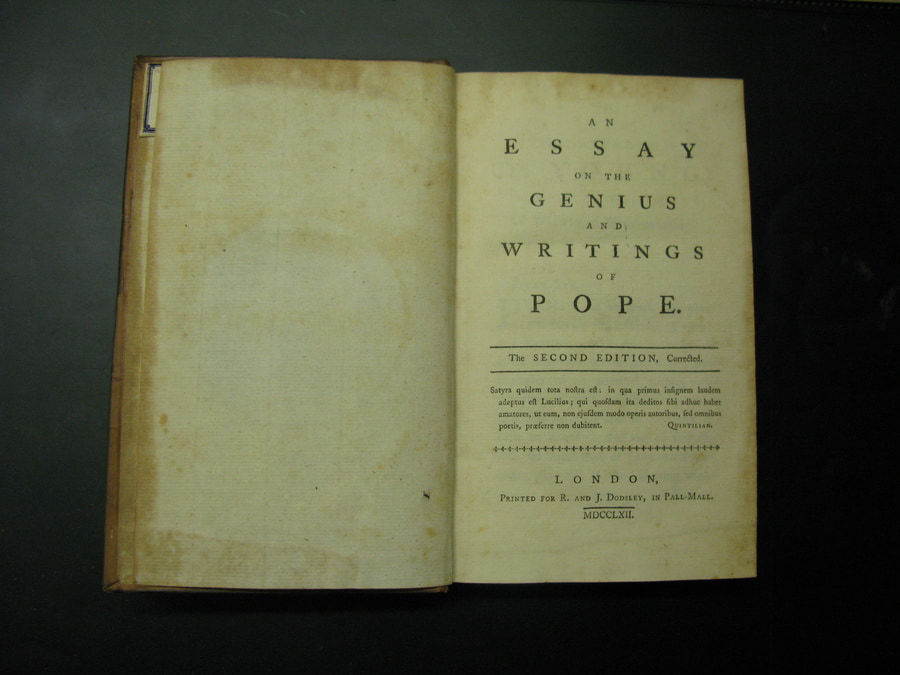 AN
ESSAY
ON THE
GENIUS
AND
WRITINGS
OF
POPE.
The SECOND EDITION, Corrected.
Satyra quidem tota noſtra eſt: in qua primus inſignem laudem
adeptus eſt Lucilius; qui quoſdam ita deditos ſibi adhuc habet
amatores, ut eum, non ejuſdem modo operis autoribus, ſed omnibus
poetis, præferre non dubitent. QUINTILIAN.
LONDON,
PRINTED FOR R. AND J. DODSLEY, IN PALL-MALL.
MDCCLXII.